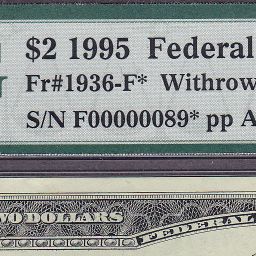 $2 1995 Federal
Fr#1936-F* Withrow
S/N F00000089* pp A
TWO DOLLARS
FEDERAL